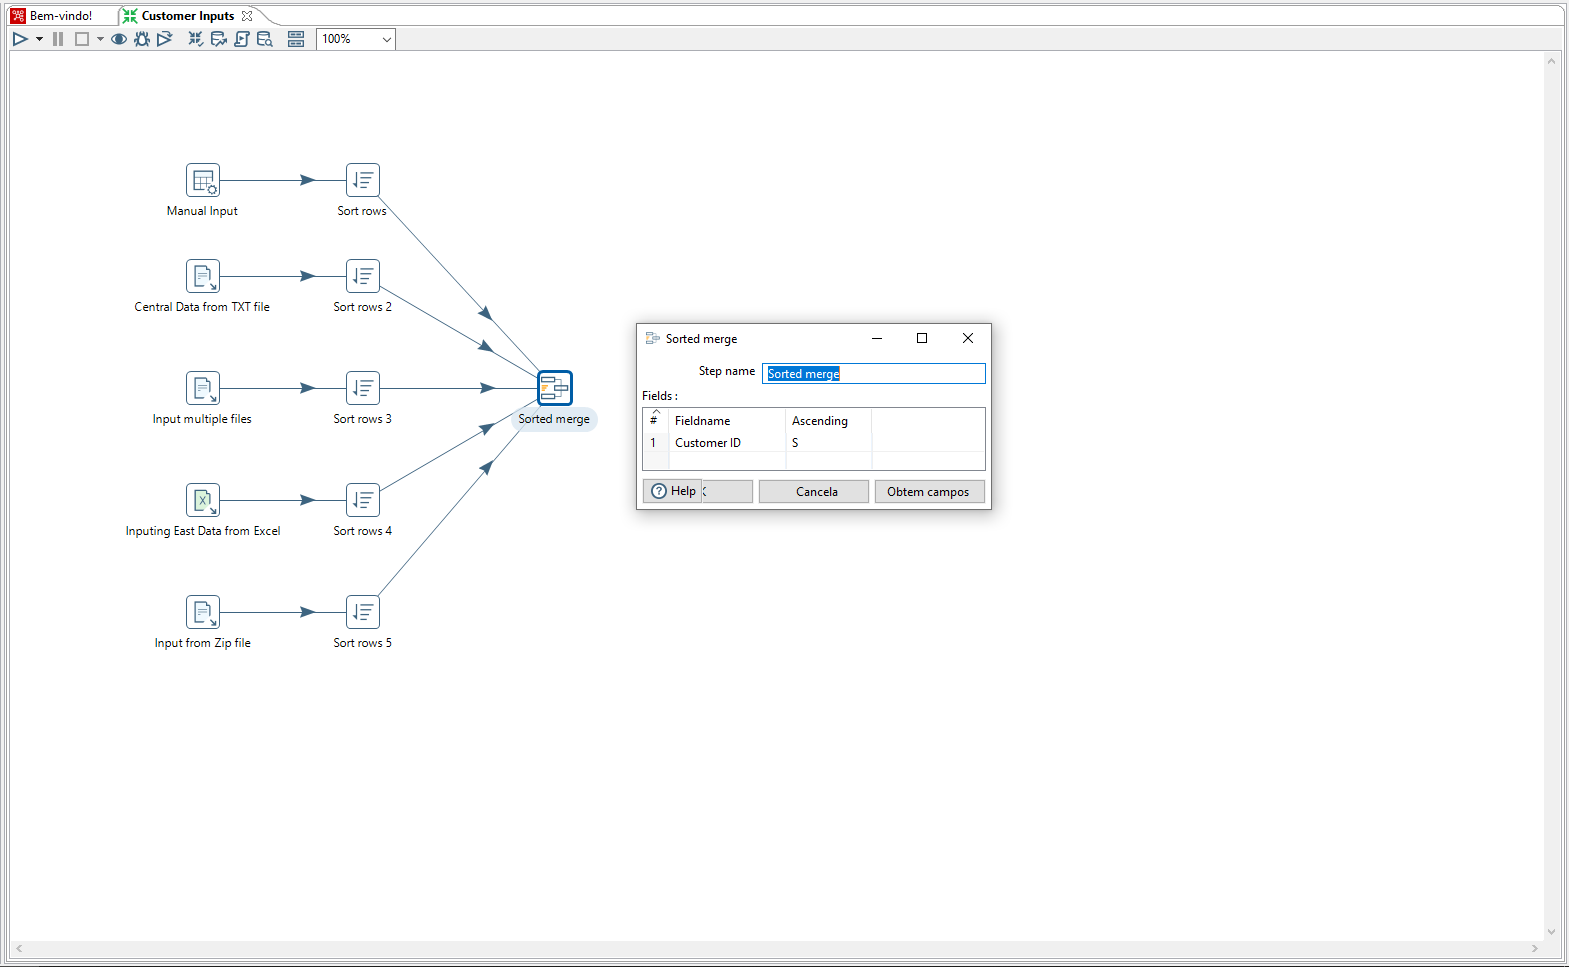 Bem-vindo!
Customer Inputs
100%
Manual Input
Sort rows
Central Data from TXT file
Sort rows 2
Input multiple files
Sort rows 3
Sorted merge
Inputing East Data from Excel
Sort rows 4
Input from Zip file
Sort rows 5
Sorted merge
Step name
Sorted merge
Fields :
# Fieldname Ascending
1 Customer ID S
Help
Cancela
Obtem campos